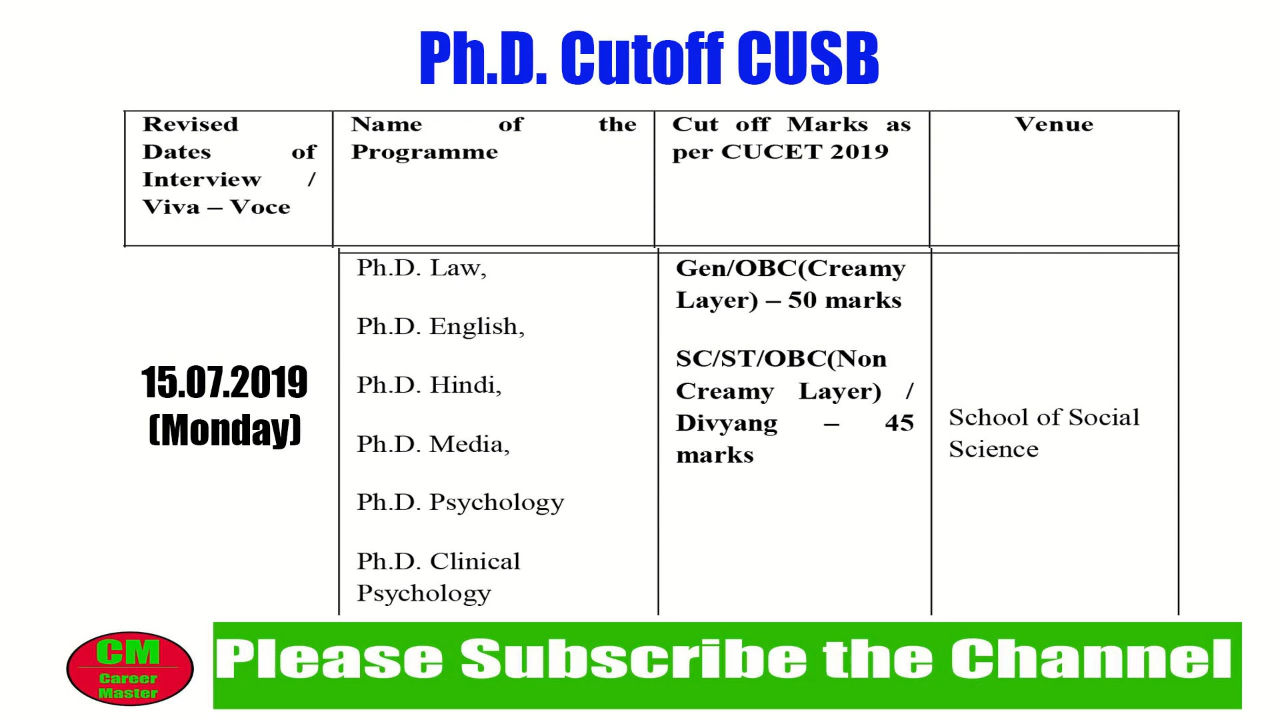 Ph.D. Cutoff CUSB
Revised
Dates of
Interview /
Viva – Voce
Name of the
Programme
Cut off Marks as
per CUCET 2019
Venue
15.07.2019
(Monday)
Ph.D. Law,
Ph.D. English,
Ph.D. Hindi,
Ph.D. Media,
Ph.D. Psychology
Ph.D. Clinical
Psychology
Gen/OBC(Creamy
Layer) – 50 marks
SC/ST/OBC(Non
Creamy Layer) /
Divyang – 45
marks
School of Social
Science
CM
Career
Master
Please Subscribe the Channel